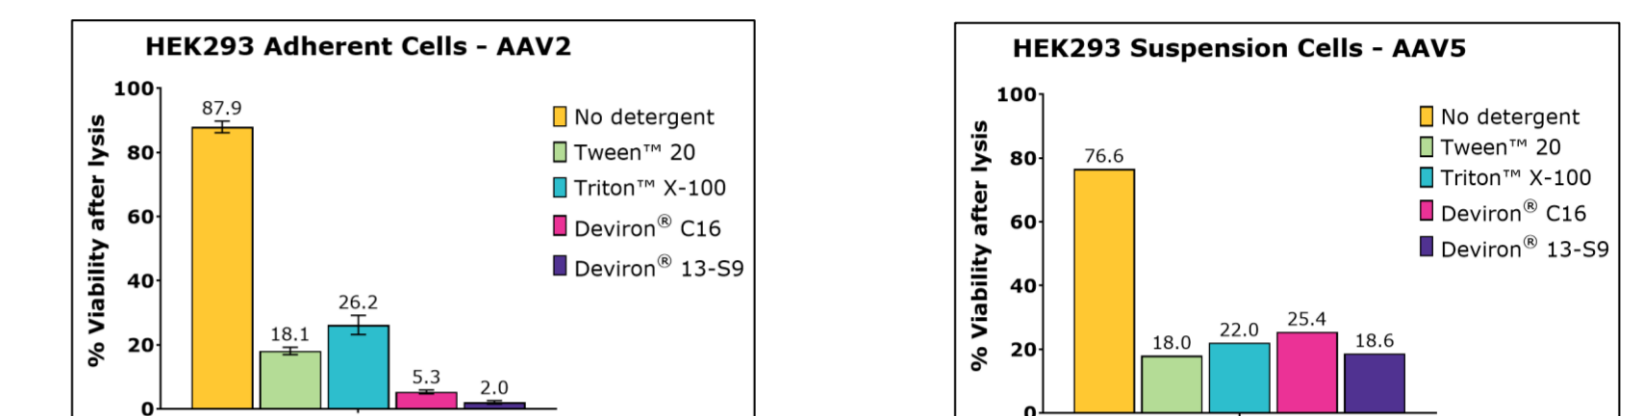 HEK293 Adherent Cells - AAV2
% Viability after lysis
100
80
60
40
20
0
87.9
18.1
26.2
5.3
2.0
No detergent
Tween™ 20
Triton™ X-100
Deviron® C16
Deviron® 13-S9
HEK293 Suspension Cells - AAV5
% Viability after lysis
100
80
60
40
20
0
76.6
18.0
22.0
25.4
18.6
No detergent
Tween™ 20
Triton™ X-100
Deviron® C16
Deviron® 13-S9